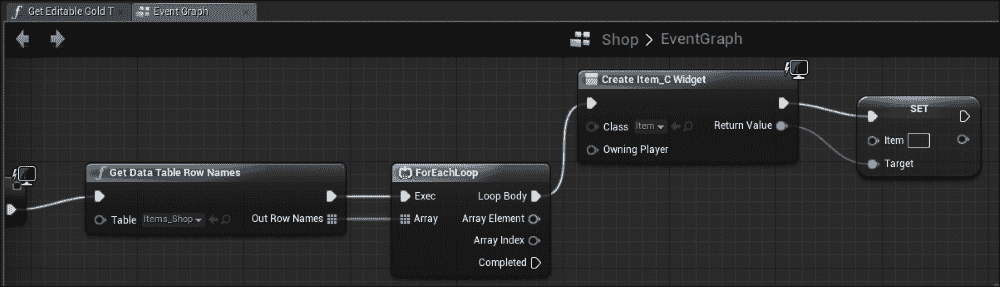 Get Editable Gold T
Event Graph
Shop > EventGraph
Create Item_C Widget
Class Item
Return Value
Owning Player
SET
Item
Target
Get Data Table Row Names
Table Items_Shop
Out Row Names
ForEachLoop
Exec
Loop Body
Array
Array Element
Array Index
Completed